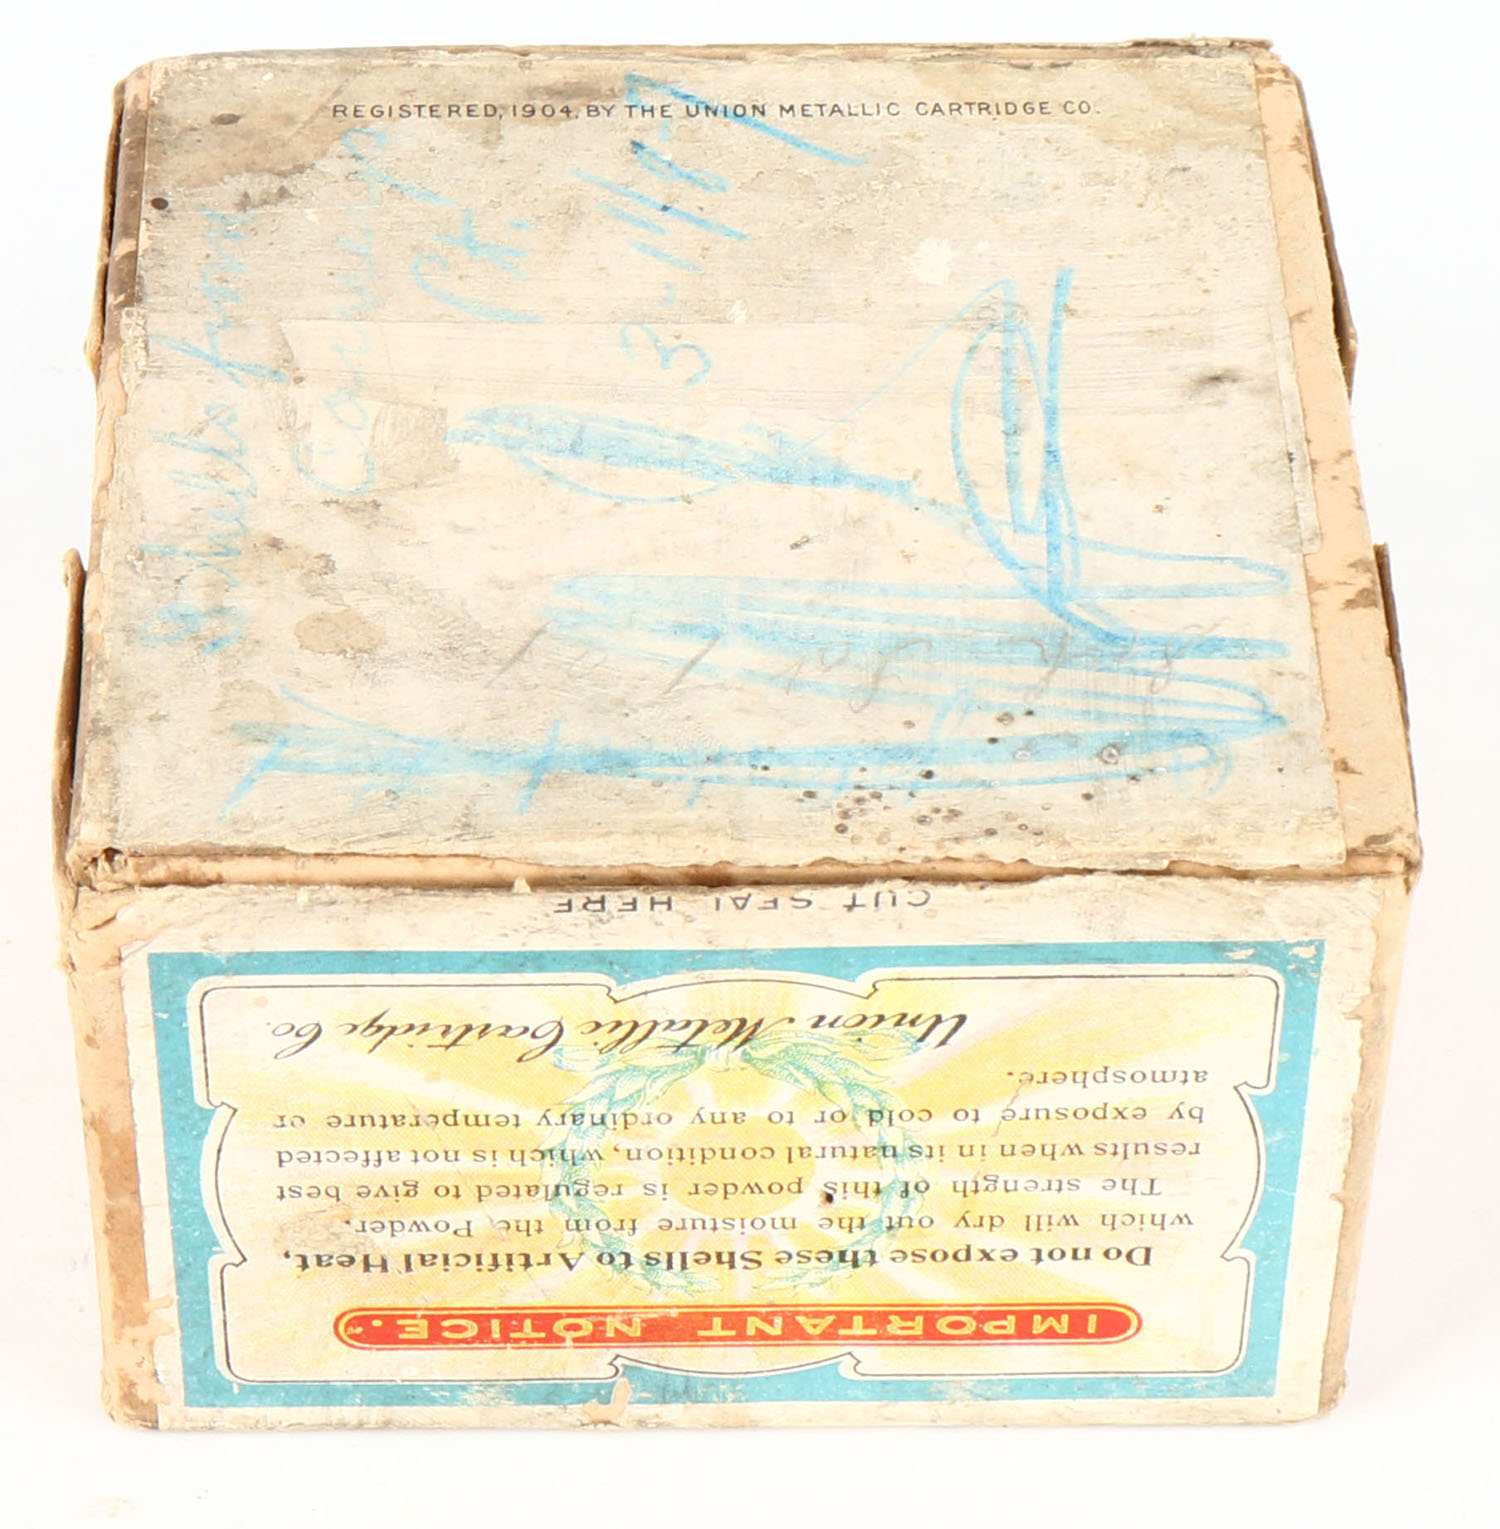 REGISTERED, 1904, BY THE UNION METALLIC CARTRIDGE CO.
Shells from
Ck.
3-
CUT SEAL HERE
IMPORTANT NOTICE.
Do not expose these Shells to Artificial Heat,
which will dry out the moisture from the Powder.
The strength of this powder is regulated to give best
results when in its natural condition, which is not affected
by exposure to cold or to any ordinary temperature or
atmosphere.
Union Metallic Cartridge Co.